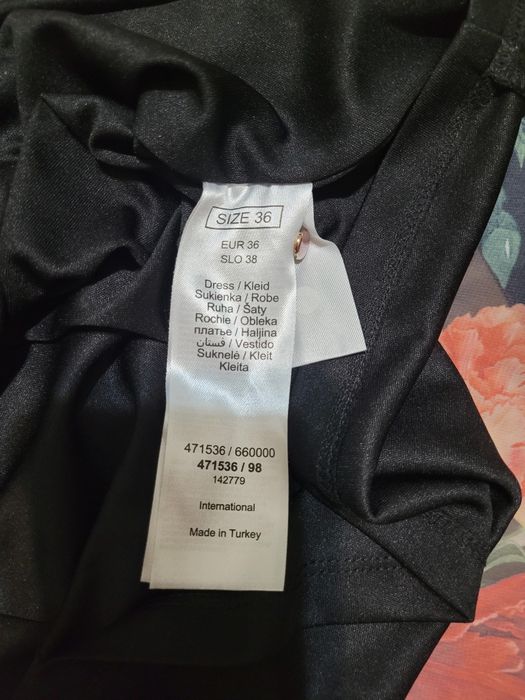 SIZE 36
EUR 36
SLO 38
Dress / Kleid
Sukienka / Robe
Ruha / Šaty
Rochie / Obleka
платье / Haljina
فستان / Vestido
Suknelė / Kleit
Kleita
471536 / 660000
471536 / 98
142779
International
Made in Turkey